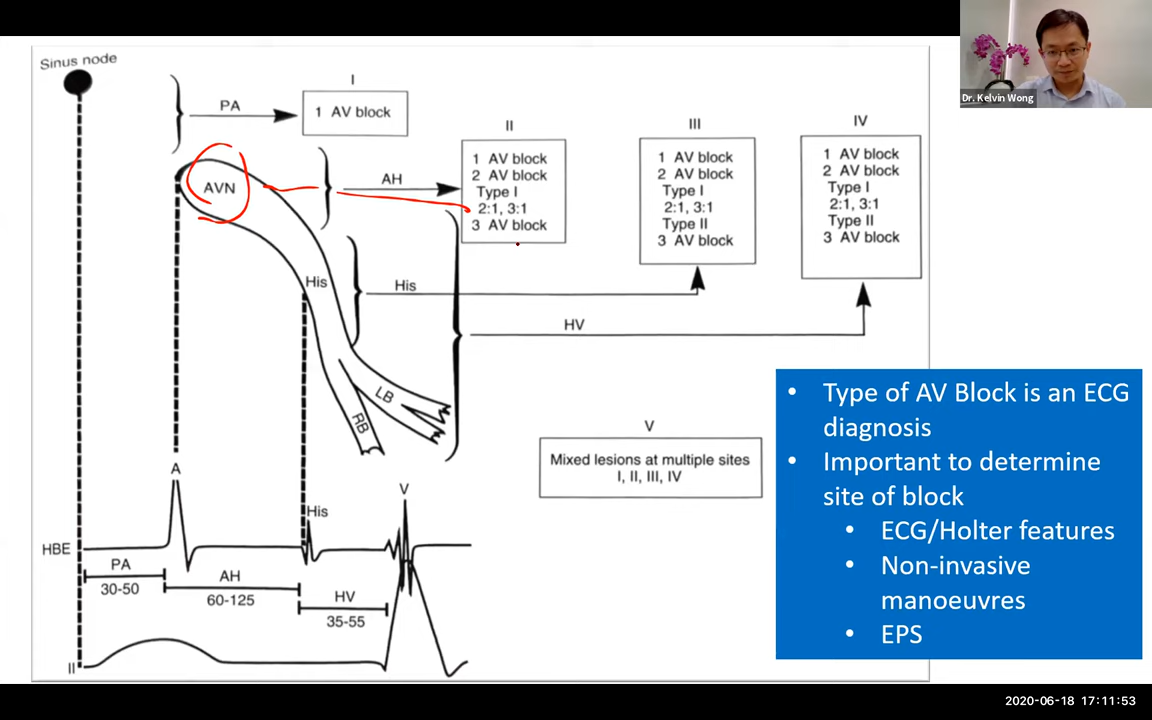 Sinus node
PA
I
1 AV block
AVN
AH
II
1 AV block
2 AV block
Type I
2:1, 3:1
3 AV block
III
1 AV block
2 AV block
Type I
2:1, 3:1
Type II
3 AV block
IV
1 AV block
2 AV block
Type I
2:1, 3:1
Type II
3 AV block
His
His
HV
LB
RB
V
Mixed lesions at multiple sites
I, II, III, IV
A
His
V
HBE
PA
30-50
AH
60-125
HV
35-55
II
Dr. Kelvin Wong
• Type of AV Block is an ECG
diagnosis
• Important to determine
site of block
• ECG/Holter features
• Non-invasive
manoeuvres
• EPS
2020-06-18 17:11:53